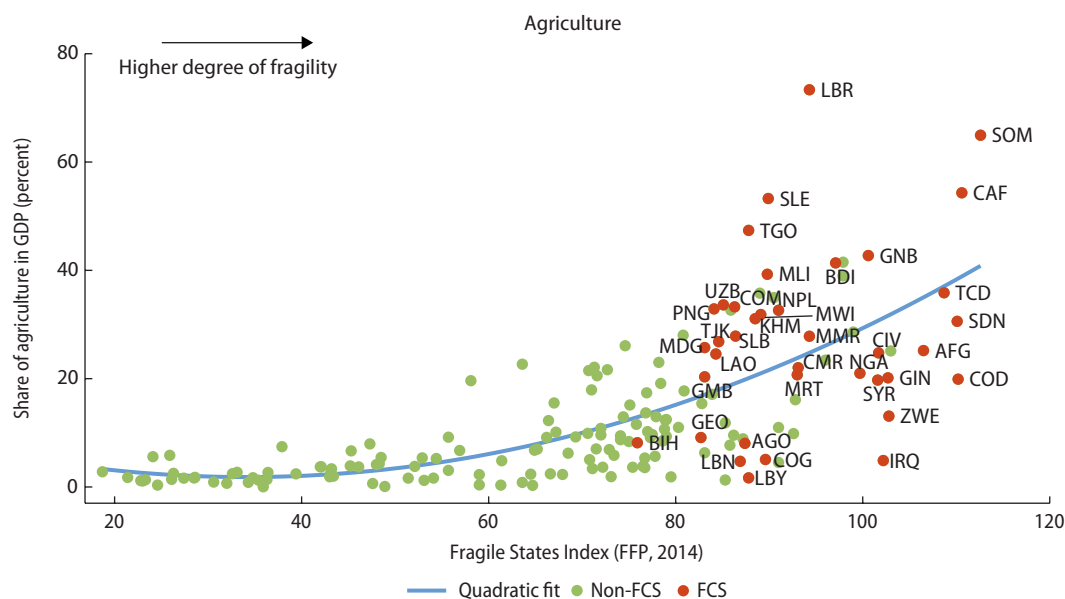 Agriculture
Higher degree of fragility
Share of agriculture in GDP (percent)
80
60
40
20
0
LBR
SOM
CAF
SLE
TGO
GNB
BDI
MLI
UZB
COM
NPL
TCD
PNG
MWI
KHM
SDN
TJK
SLB
MMR
CIV
MDG
LAO
AFG
CMR
NGA
GMB
MRT
SYR
GIN
COD
ZWE
GEO
BIH
AGO
LBN
COG
IRQ
LBY
20
40
60
80
100
120
Fragile States Index (FFP, 2014)
Quadratic fit
Non-FCS
FCS